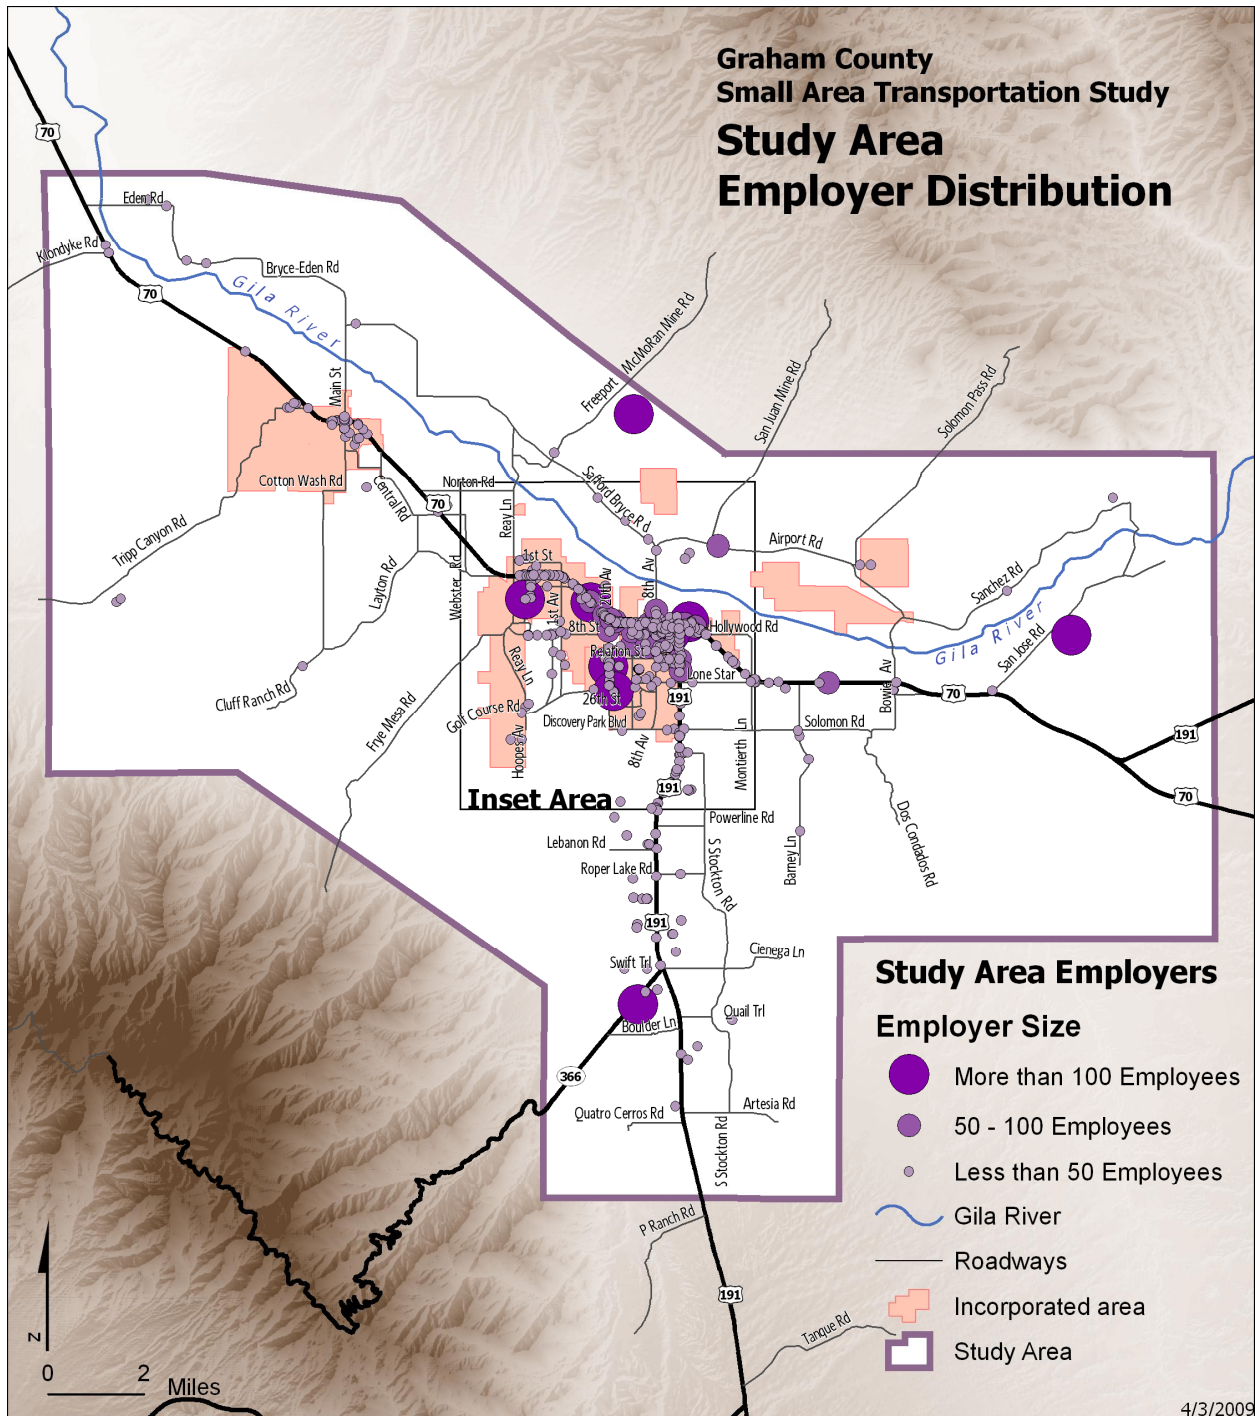 Graham County
Small Area Transportation Study
Study Area
Employer Distribution
70
Eden Rd
Klondyke Rd
Bryce-Eden Rd
70
Gila River
McMoRan Mine Rd
Freeport
San Juan Mine Rd
Solomon Pass Rd
Main St
Cotton Wash Rd
Central Rd
Norton Rd
70
Reay Ln
Safford Bryce Rd
Tripp Canyon Rd
Airport Rd
1st St
20th Av
8th Av
Layton Rd
Webster Rd
1st Av
Sanchez Rd
8th St
Hollywood Rd
Gila River
San Jose Rd
Relation St
Reay Ln
Lone Star
Cluff Ranch Rd
Frye Mesa Rd
Golf Course Rd
26th St
191
Bowie Av
70
Discovery Park Blvd
Solomon Rd
191
Hoopes Av
8th Av
Montierth Ln
191
70
Inset Area
Powerline Rd
Lebanon Rd
Roper Lake Rd
S Stockton Rd
Barney Ln
Dos Condados Rd
191
Swift Trl
Cienega Ln
Quail Trl
Boulder Ln
366
Quatro Cerros Rd
Artesia Rd
S Stockton Rd
P Ranch Rd
191
Tanque Rd
Study Area Employers
Employer Size
More than 100 Employees
50 - 100 Employees
Less than 50 Employees
Gila River
Roadways
Incorporated area
Study Area
N
0 2
Miles
4/3/2009